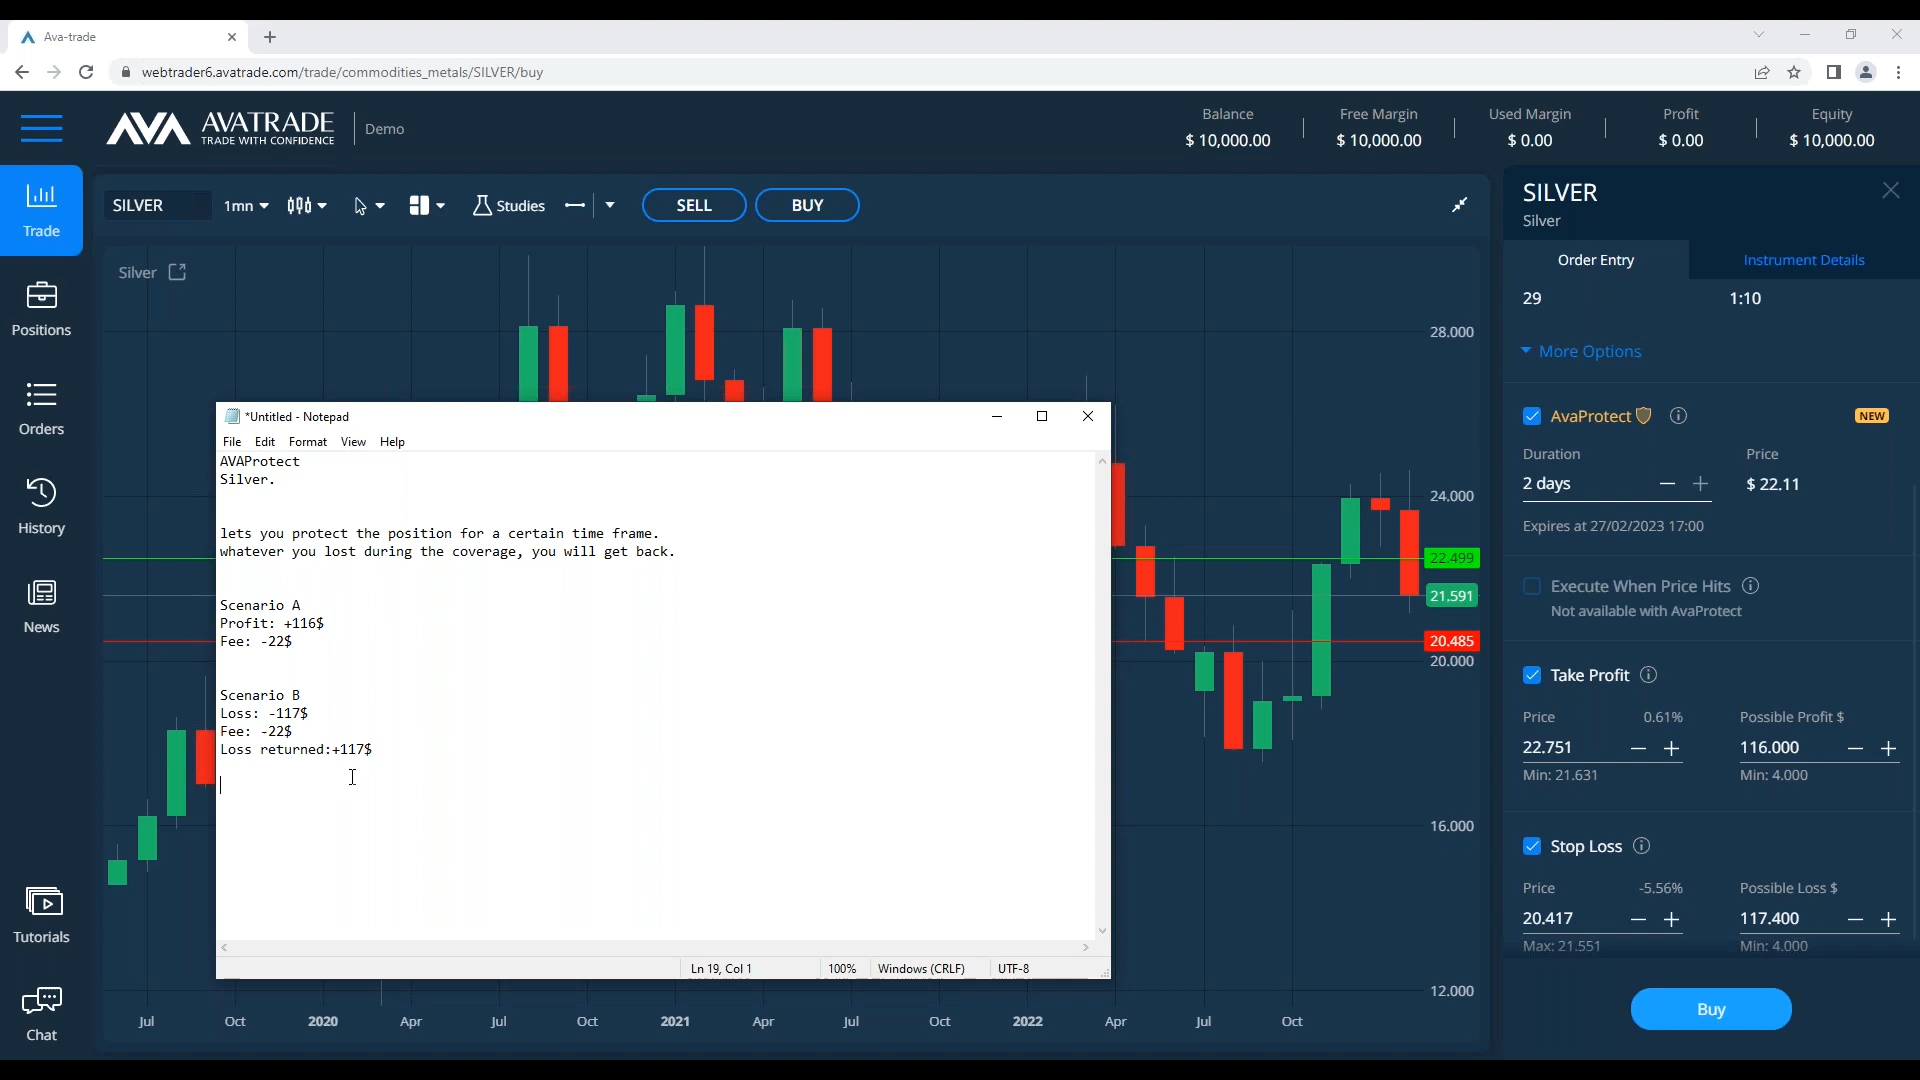 Ava-trade
webtrader6.avatrade.com/trade/commodities_metals/SILVER/buy
AVA AVATRADE
TRADE WITH CONFIDENCE
Demo
Balance
$ 10,000.00
Free Margin
$ 10,000.00
Used Margin
$ 0.00
Profit
$ 0.00
Equity
$ 10,000.00
Trade
Positions
Orders
History
News
Tutorials
Chat
SILVER 1mn Studies SELL BUY
Silver
28.000
24.000
22.499
21.591
20.485
20.000
16.000
12.000
Jul Oct 2020 Apr Jul Oct 2021 Apr Jul Oct 2022 Apr Jul Oct
*Untitled - Notepad
File Edit Format View Help
AVAProtect
Silver.
lets you protect the position for a certain time frame.
whatever you lost during the coverage, you will get back.
Scenario A
Profit: +116$
Fee: -22$
Scenario B
Loss: -117$
Fee: -22$
Loss returned:+117$
Ln 19, Col 1 100% Windows (CRLF) UTF-8
SILVER
Silver
Order Entry Instrument Details
29 1:10
More Options
AvaProtect NEW
Duration Price
2 days $ 22.11
Expires at 27/02/2023 17:00
Execute When Price Hits
Not available with AvaProtect
Take Profit
Price 0.61% Possible Profit $
22.751 116.000
Min: 21.631 Min: 4.000
Stop Loss
Price -5.56% Possible Loss $
20.417 117.400
Max: 21.551 Min: 4.000
Buy